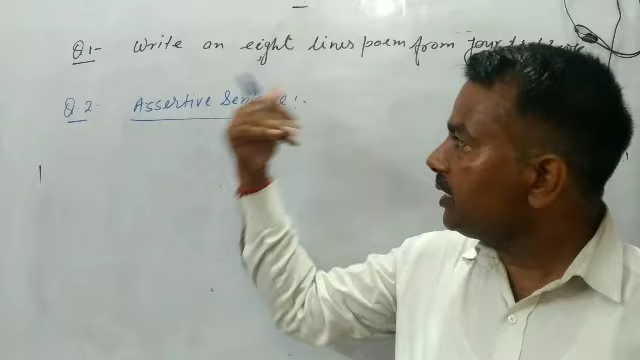 Q1- Write an eight lines poem from your
Q.2. Assertive :-